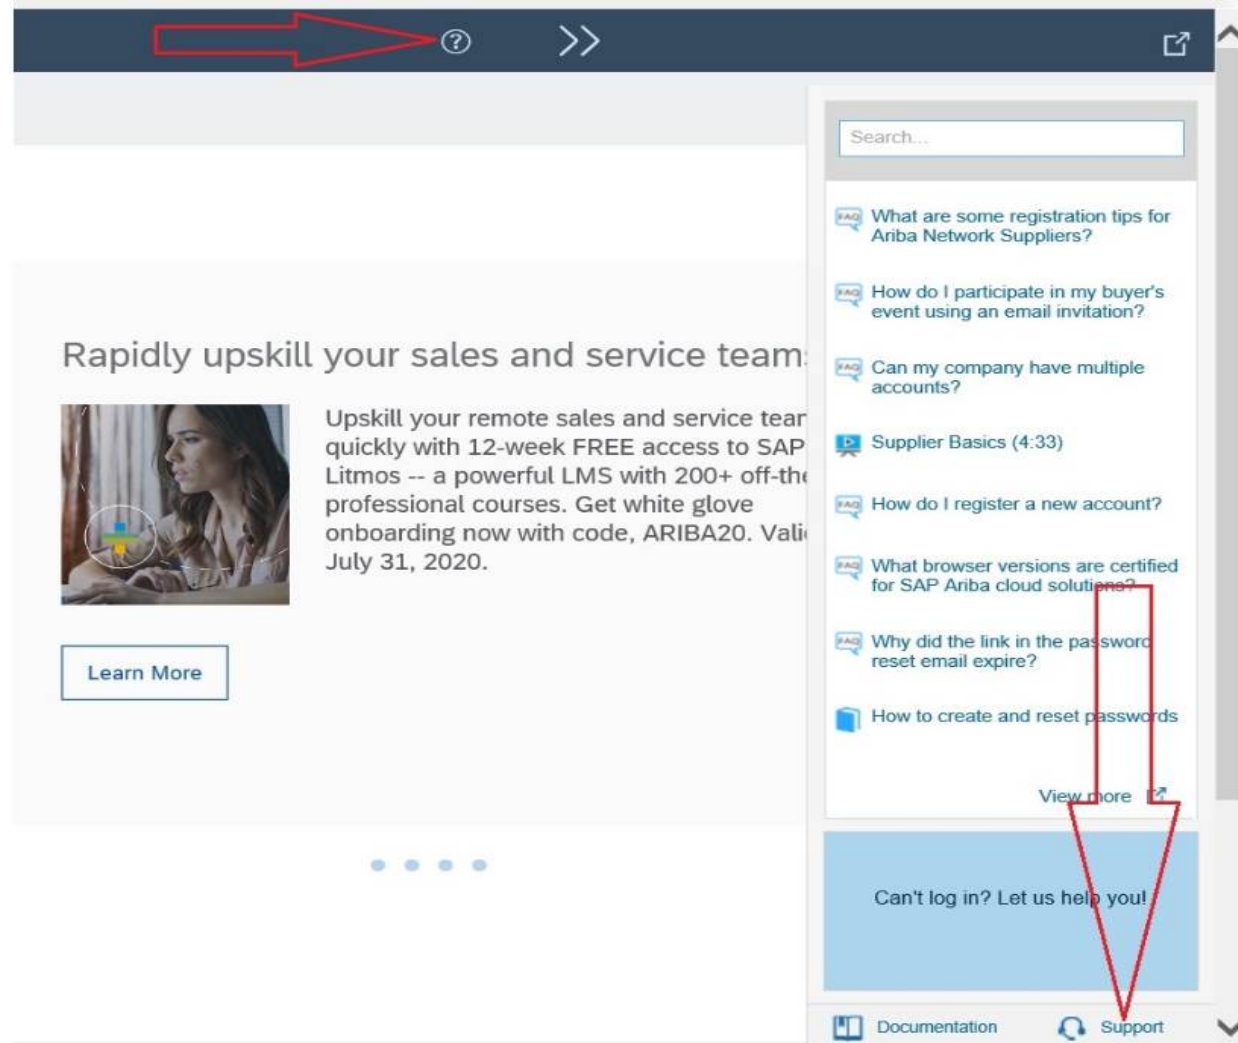 Search...
FAQ What are some registration tips for
Ariba Network Suppliers?
FAQ How do I participate in my buyer's
event using an email invitation?
Rapidly upskill your sales and service team
FAQ Can my company have multiple
accounts?
Upskill your remote sales and service
quickly with 12-week FREE access to SAP
Litmos -- a powerful LMS with 200+
professional courses. Get white glove
onboarding now with code, ARIBA20.
July 31, 2020.
Learn More
Supplier Basics (4:33)
FAQ How do I register a new account?
FAQ What browser versions are certified
for SAP Ariba cloud solutions?
FAQ Why did the link in the password
reset email expire?
How to create and reset passwords
View more
Can't log in? Let us help you!
Documentation
Support